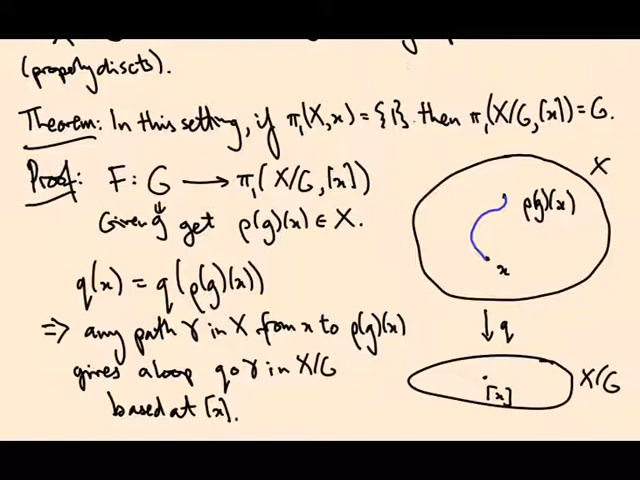 (properly discts).
Theorem: In this setting, if π₁(X,x) = {1} then π₁(X/G,[x]) = G.
Proof: F: G ⟶ π₁(X/G,[x])
Given g get ρ(g)(x) ∈ X.
q(x) = q(ρ(g)(x))
⇒ any path γ in X from x to ρ(g)(x)
gives a loop q∘γ in X/G
based at [x].
X
ρ(g)(x)
x
↓ q
X/G
[x]